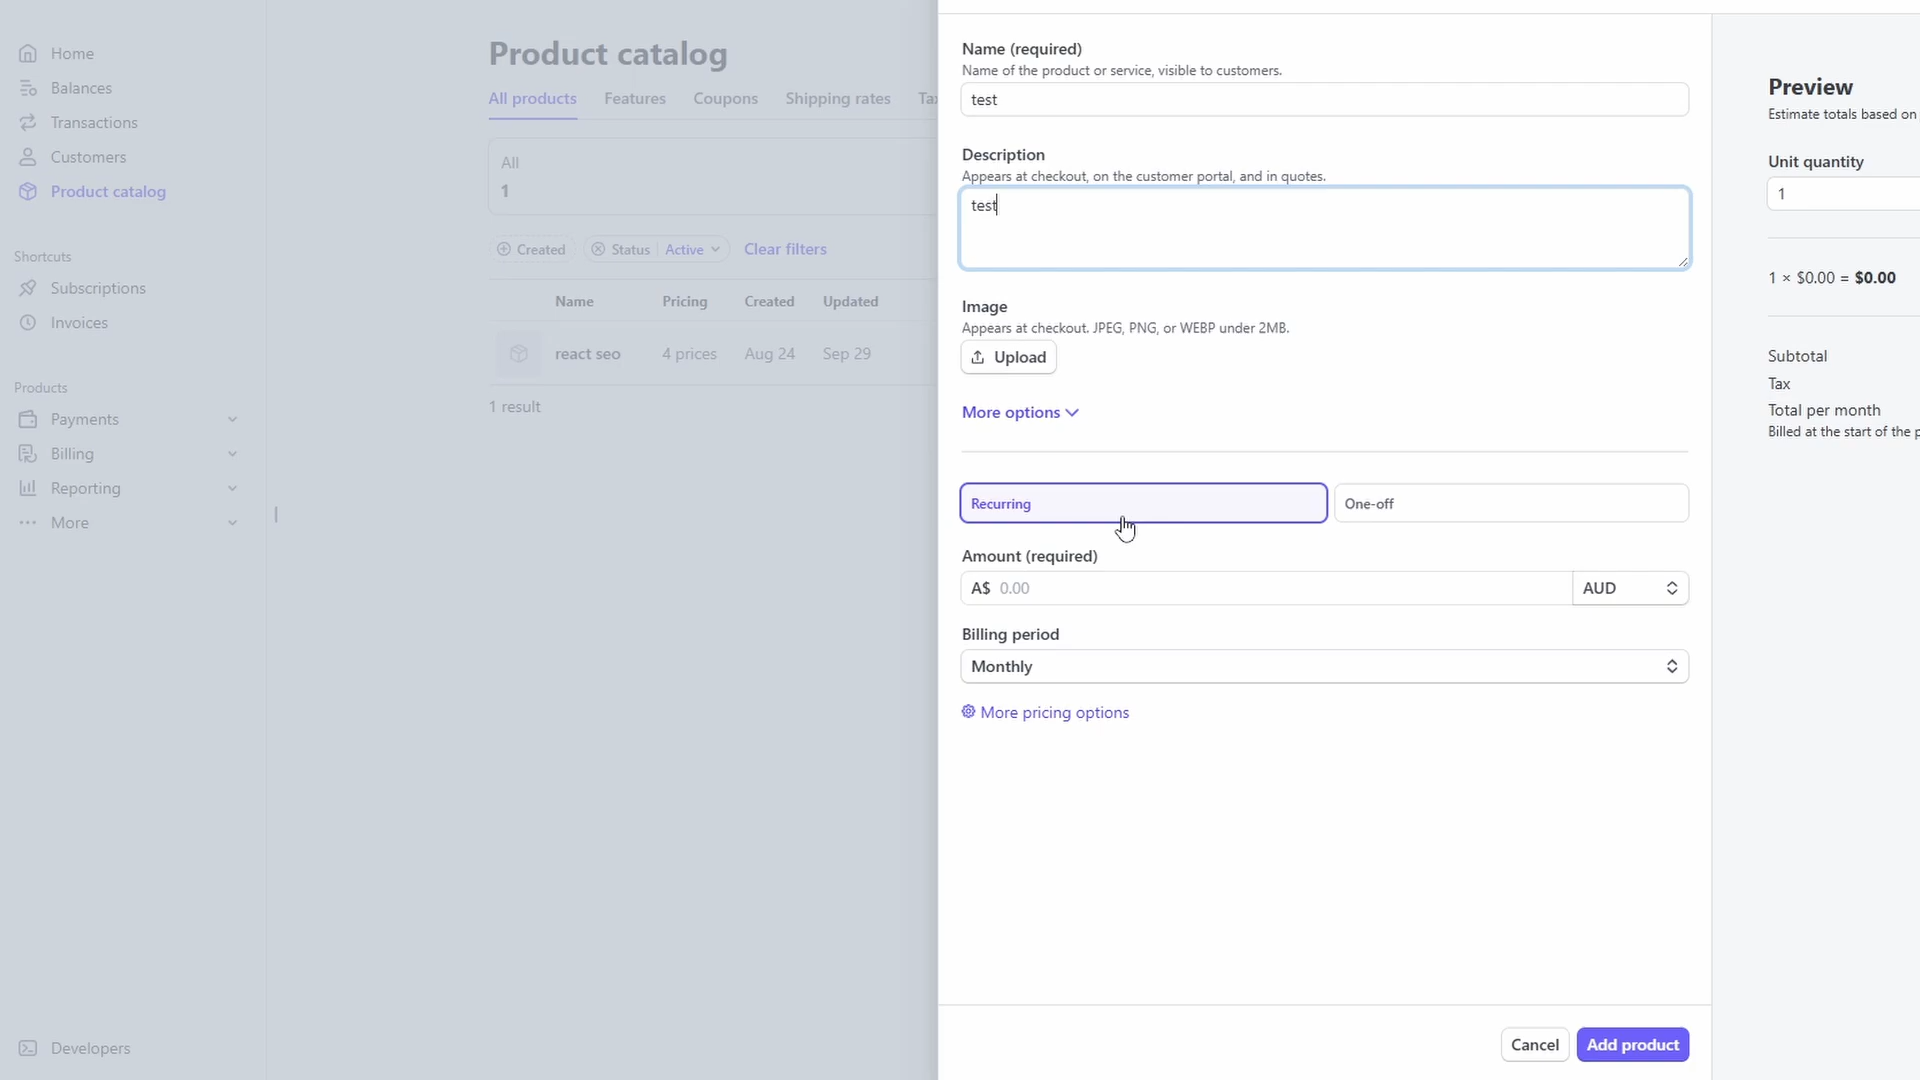 Home
Balances
Transactions
Customers
Product catalog
Shortcuts
Subscriptions
Invoices
Products
Payments
Billing
Reporting
More
Developers
Product catalog
All products Features Coupons Shipping rates Tax
All
1
Created Status Active Clear filters
Name Pricing Created Updated
react seo 4 prices Aug 24 Sep 29
1 result
Name (required)
Name of the product or service, visible to customers.
test
Description
Appears at checkout, on the customer portal, and in quotes.
test
Image
Appears at checkout. JPEG, PNG, or WEBP under 2MB.
Upload
More options
Recurring One-off
Amount (required)
A$ 0.00 AUD
Billing period
Monthly
More pricing options
Cancel Add product
Preview
Estimate totals based on
Unit quantity
1
1 × $0.00 = $0.00
Subtotal
Tax
Total per month
Billed at the start of the p